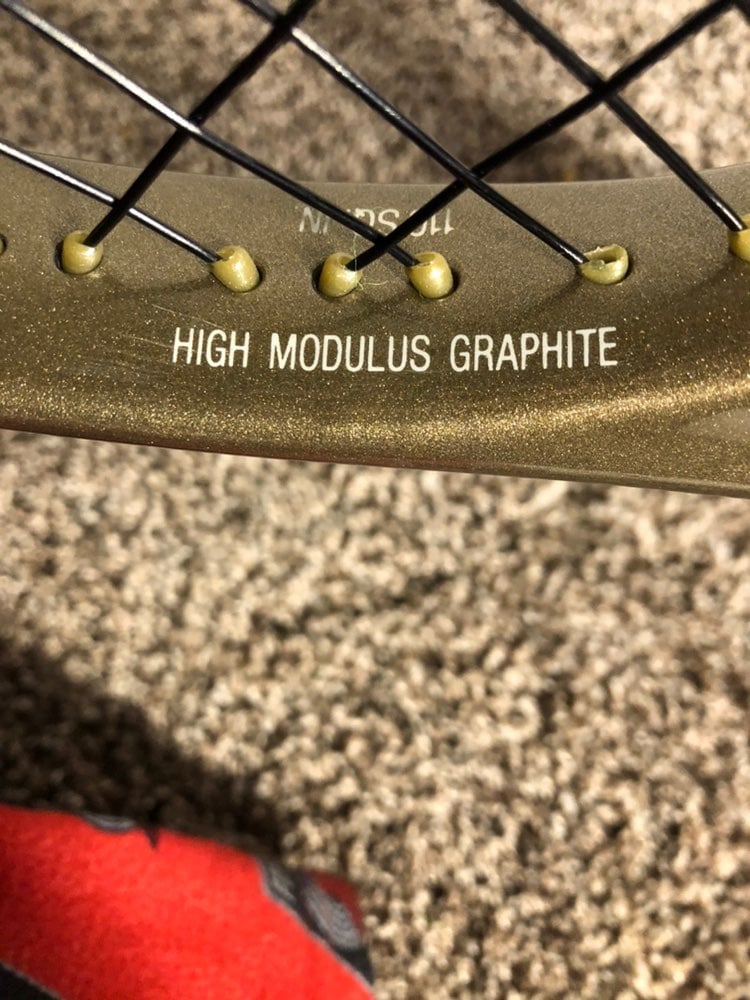 110 SQ. IN
HIGH MODULUS GRAPHITE